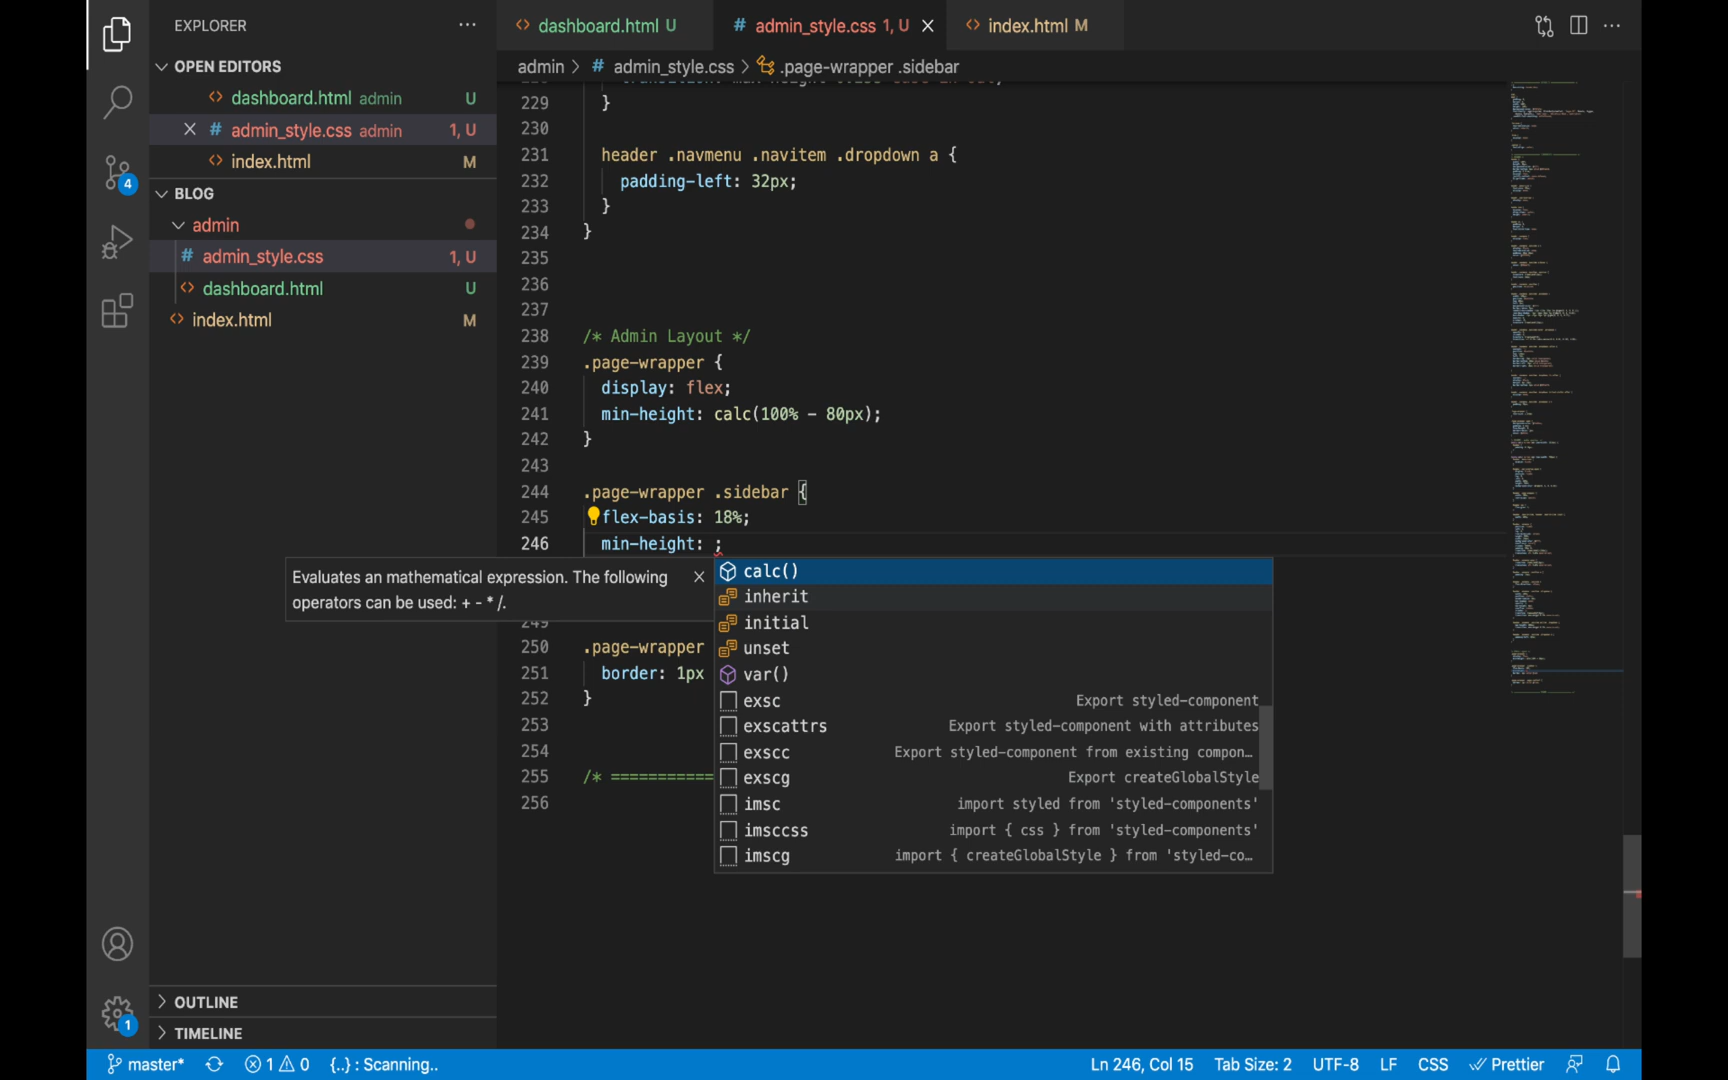 EXPLORER
OPEN EDITORS
dashboard.html admin U
admin_style.css admin 1, U
index.html M
BLOG
admin
admin_style.css 1, U
dashboard.html U
index.html M
OUTLINE
TIMELINE
4
1
dashboard.html U
admin_style.css 1, U
index.html M
admin > # admin_style.css > .page-wrapper .sidebar
229 }
230
231 header .navmenu .navitem .dropdown a {
232 padding-left: 32px;
233 }
234 }
235
236
237
238 /* Admin Layout */
239 .page-wrapper {
240 display: flex;
241 min-height: calc(100% - 80px);
242 }
243
244 .page-wrapper .sidebar {
245 flex-basis: 18%;
246 min-height: ;
Evaluates an mathematical expression. The following
operators can be used: + - * /.
calc()
inherit
initial
unset
var()
exsc Export styled-component
exscattrs Export styled-component with attributes
exscc Export styled-component from existing compon…
exscg Export createGlobalStyle
imsc import styled from 'styled-components'
imsccss import { css } from 'styled-components'
imscg import { createGlobalStyle } from 'styled-co…
249
250 .page-wrapper
251 border: 1px
252 }
253
254
255 /* ===========
256
master* 1 0 {..} : Scanning..
Ln 246, Col 15 Tab Size: 2 UTF-8 LF CSS Prettier